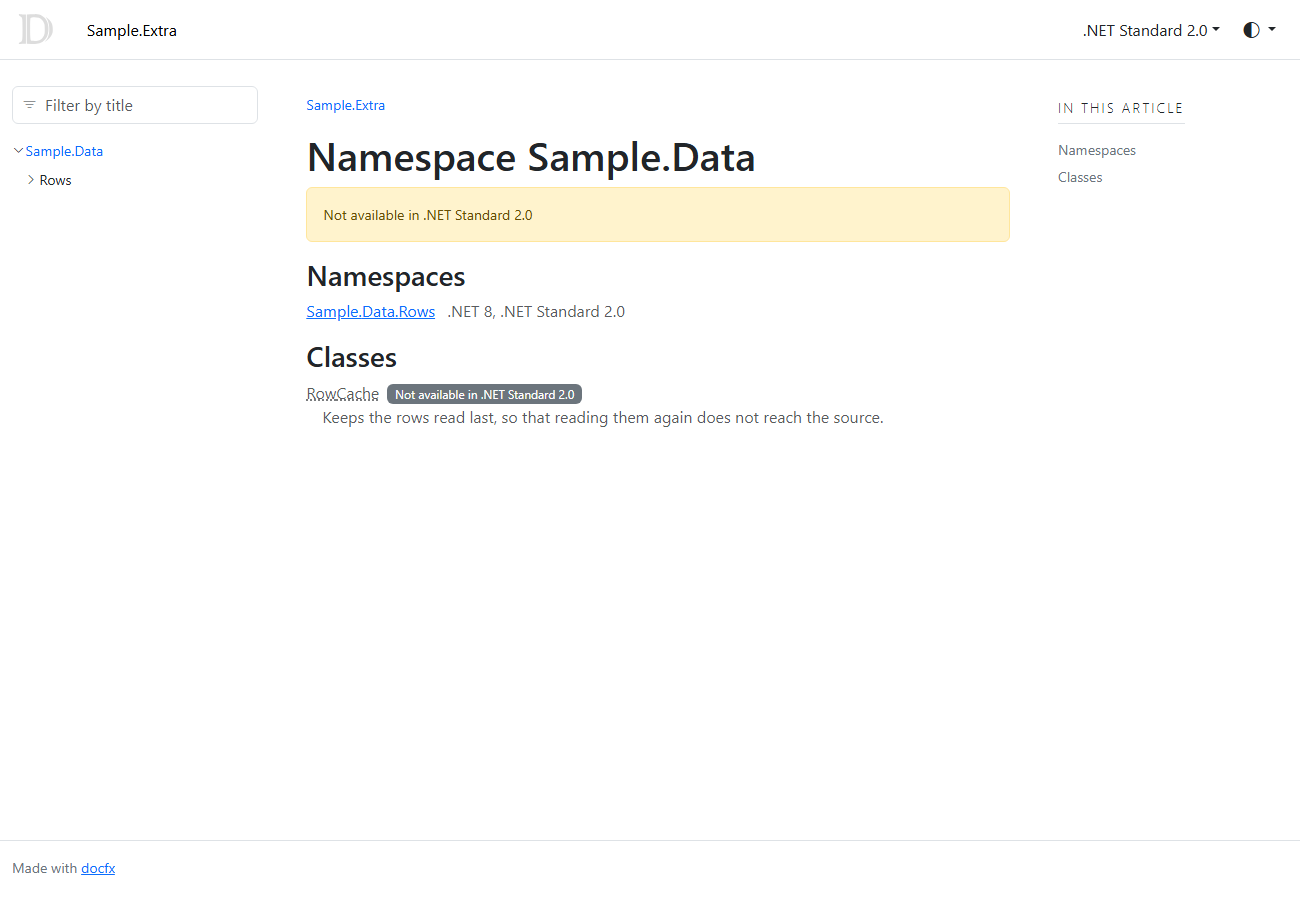 Sample.Extra
.NET Standard 2.0
Filter by title
Sample.Data
Rows
Sample.Extra
Namespace Sample.Data
Not available in .NET Standard 2.0
Namespaces
Sample.Data.Rows .NET 8, .NET Standard 2.0
Classes
RowCache Not available in .NET Standard 2.0
Keeps the rows read last, so that reading them again does not reach the source.
IN THIS ARTICLE
Namespaces
Classes
Made with docfx